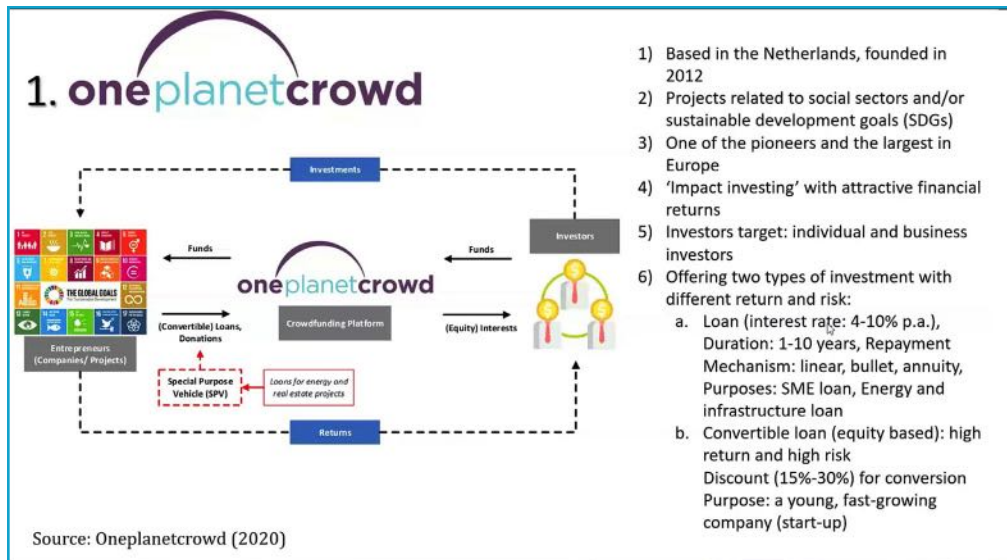 1. oneplanetcrowd
Investments
Funds
THE GLOBAL GOALS
(Convertible) Loans,
Donations
Entrepreneurs
(Companies/ Projects)
Special Purpose
Vehicle (SPV)
Loans for energy and
real estate projects
oneplanetcrowd
Crowdfunding Platform
Funds
(Equity) Interests
Investors
Returns
Source: Oneplanetcrowd (2020)
1) Based in the Netherlands, founded in
2012
2) Projects related to social sectors and/or
sustainable development goals (SDGs)
3) One of the pioneers and the largest in
Europe
4) ‘Impact investing’ with attractive financial
returns
5) Investors target: individual and business
investors
6) Offering two types of investment with
different return and risk:
a. Loan (interest rate: 4-10% p.a.),
Duration: 1-10 years, Repayment
Mechanism: linear, bullet, annuity,
Purposes: SME loan, Energy and
infrastructure loan
b. Convertible loan (equity based): high
return and high risk
Discount (15%-30%) for conversion
Purpose: a young, fast-growing
company (start-up)